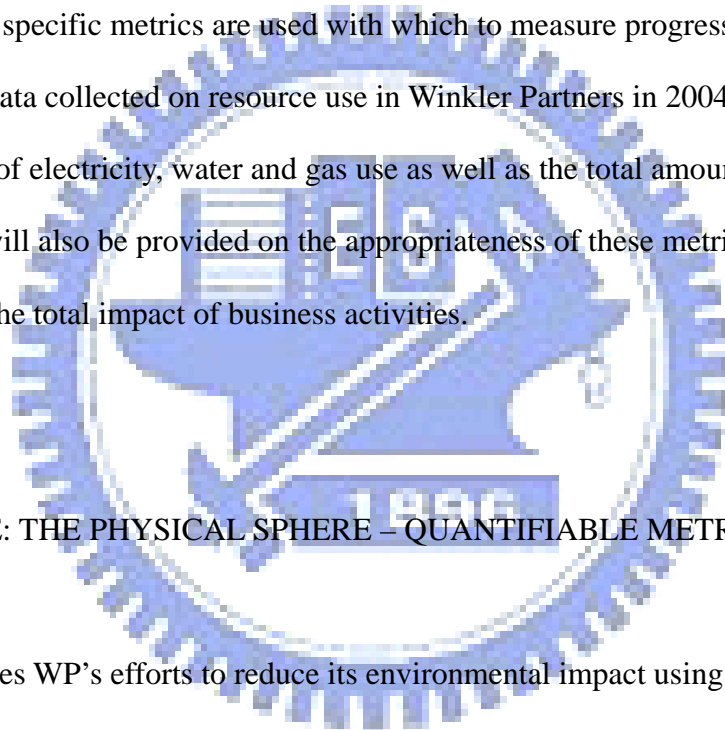 specific metrics are used with which to measure progress
ata collected on resource use in Winkler Partners in 2004
of electricity, water and gas use as well as the total amou
will also be provided on the appropriateness of these metri
he total impact of business activities.
1896
E: THE PHYSICAL SPHERE – QUANTIFIABLE METR
es WP’s efforts to reduce its environmental impact using